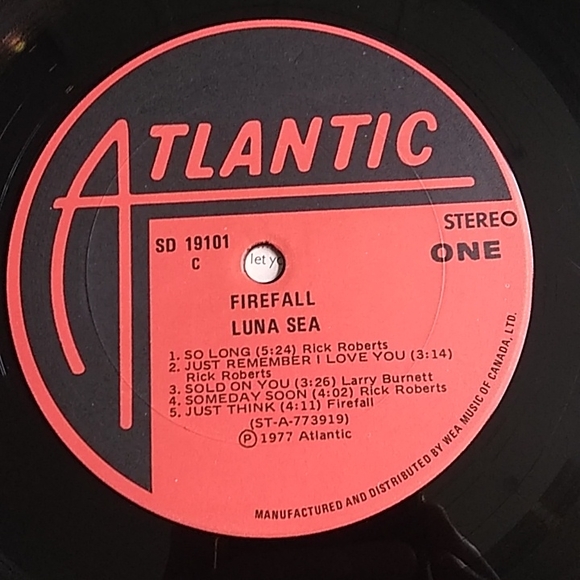 ATLANTIC
STEREO
SD 19101
ONE
C
let
FIREFALL
LUNA SEA
1. SO LONG (5:24) Rick Roberts
2. JUST REMEMBER I LOVE YOU (3:14)
Rick Roberts
3. SOLD ON YOU (3:26) Larry Burnett
4. SOMEDAY SOON (4:02) Rick Roberts
5. JUST THINK (4:11) Firefall
(ST-A-773919)
Ⓟ 1977 Atlantic
MANUFACTURED AND DISTRIBUTED BY WEA MUSIC OF CANADA, LTD.